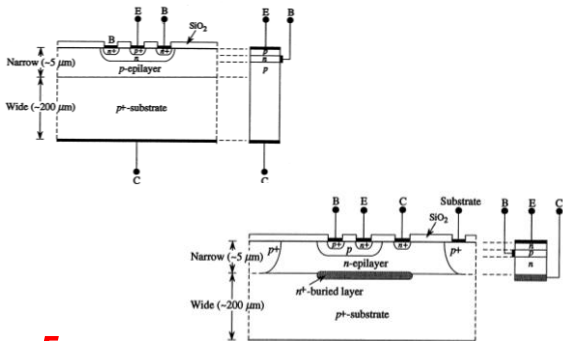 E B
SiO2
B
n+ p+ n+
n
p-epilayer
Narrow (~5 μm)
Wide (~200 μm)
p+-substrate
C
E B
p
n
p
C
B E C Substrate
SiO2
p+ p+ n+ n+ p+
p
n-epilayer
Narrow (~5 μm)
n+-buried layer
Wide (~200 μm)
p+-substrate
B E C
n
p
n